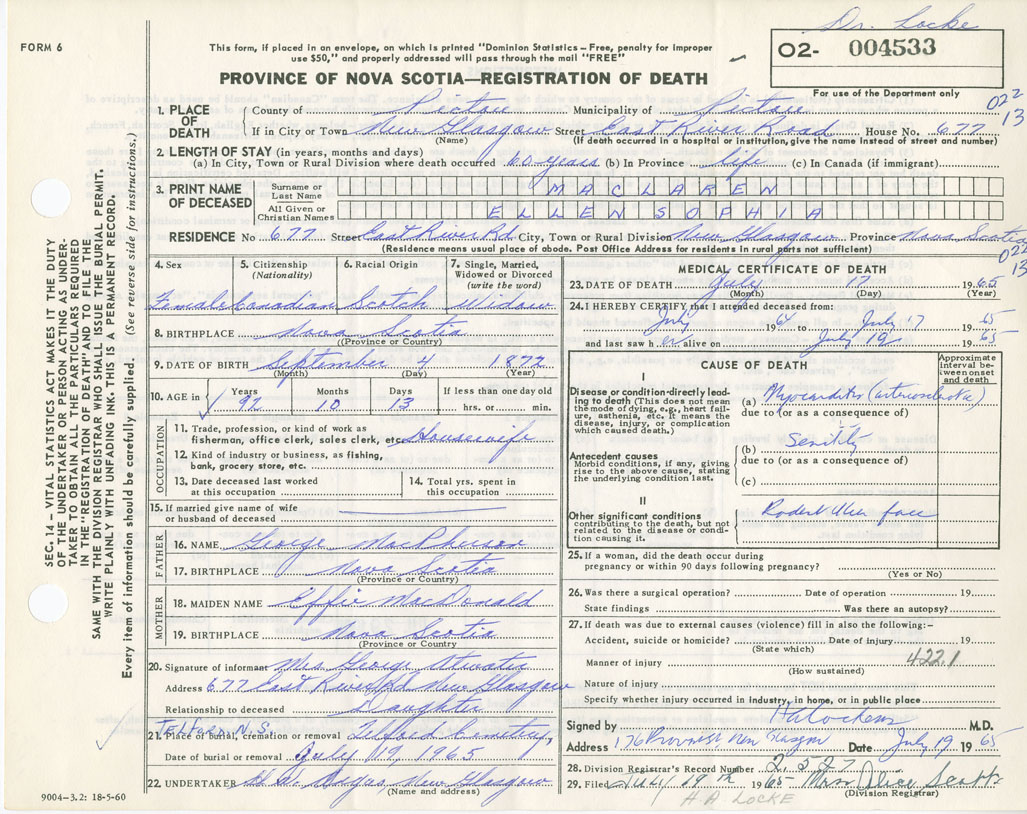 Dr. Locke
FORM 6
This form, if placed in an envelope, on which is printed "Dominion Statistics – Free, penalty for improper
use $50," and properly addressed will pass through the mail "FREE"
O2- 004533
PROVINCE OF NOVA SCOTIA—REGISTRATION OF DEATH
For use of the Department only
022
13
1. PLACE OF DEATH County of Pictou Municipality of Pictou
If in City or Town New Glasgow Street East River Road House No. 677
(Name) (If death occurred in a hospital or institution, give the name instead of street and number)
2. LENGTH OF STAY (in years, months and days)
(a) In City, Town or Rural Division where death occurred 60 years (b) In Province life (c) In Canada (if immigrant)
3. PRINT NAME OF DECEASED Surname or Last Name MACLAREN
All Given or Christian Names ELLEN SOPHIA
RESIDENCE No 677 Street East River Rd City, Town or Rural Division New Glasgow Province Nova Scotia
(Residence means usual place of abode. Post Office Address for residents in rural parts not sufficient)
022
13
4. Sex Female
5. Citizenship (Nationality) Canadian
6. Racial Origin Scotch
7. Single, Married, Widowed or Divorced (write the word) Widow
8. BIRTHPLACE Nova Scotia
(Province or Country)
9. DATE OF BIRTH September 4 1872
(Month) (Day) (Year)
10. AGE in Years 92 Months 10 Days 13 If less than one day old hrs. or min.
OCCUPATION
11. Trade, profession, or kind of work as
fisherman, office clerk, sales clerk, etc. Housewife
12. Kind of industry or business, as fishing,
bank, grocery store, etc.
13. Date deceased last worked
at this occupation
14. Total yrs. spent in
this occupation
15. If married give name of wife
or husband of deceased
FATHER
16. NAME George MacPherson
17. BIRTHPLACE Nova Scotia
(Province or Country)
MOTHER
18. MAIDEN NAME Effie MacDonald
19. BIRTHPLACE Nova Scotia
(Province or Country)
20. Signature of informant Mrs George
Address 677 East River Rd New Glasgow
Relationship to deceased Daughter
Telford N.S.
21. Place of burial, cremation or removal Telford Cemetery
Date of burial or removal July 19, 1965
22. UNDERTAKER New Glasgow
(Name and address)
9004–3.2: 18-5-60
MEDICAL CERTIFICATE OF DEATH
23. DATE OF DEATH July 17 1965
(Month) (Day) (Year)
24. I HEREBY CERTIFY that I attended deceased from:
July 1964 to July 17 1965
and last saw her alive on July 1965
CAUSE OF DEATH
Approximate interval between onset and death
I
Disease or condition directly leading to death (This does not mean
the mode of dying, e.g., heart failure, asthenia, etc. It means the
disease, injury, or complication which caused death.)
(a) Myocarditis
due to (or as a consequence of)
Antecedent causes
Morbid conditions, if any, giving rise to the above cause, stating
the underlying condition last.
(b) Senility
due to (or as a consequence of)
(c)
II
Other significant conditions
contributing to the death, but not related to the disease or condition causing it.
Rodent Ulcer face
25. If a woman, did the death occur during
pregnancy or within 90 days following pregnancy?
(Yes or No)
26. Was there a surgical operation? Date of operation 19
State findings Was there an autopsy?
27. If death was due to external causes (violence) fill in also the following:–
Accident, suicide or homicide? Date of injury 19
(State which)
Manner of injury 422.1
(How sustained)
Nature of injury
Specify whether injury occurred in industry, in home, or in public place
Signed by M.D.
Address 176 Provost, New Glasgow Date July 19 1965
28. Division Registrar's Record Number
29. Filed July 19th 1965 Mrs Alice Scott
(Division Registrar)
H A LOCKE
SEC. 14 – VITAL STATISTICS ACT MAKES IT THE DUTY
OF THE UNDERTAKER OR PERSON ACTING AS UNDER-
TAKER TO OBTAIN ALL THE PARTICULARS REQUIRED
IN THE "REGISTRATION OF DEATH" AND TO FILE THE
SAME WITH THE DIVISION REGISTRAR WHO SHALL ISSUE THE BURIAL PERMIT.
WRITE PLAINLY WITH UNFADING INK. THIS IS A PERMANENT RECORD.
Every item of information should be carefully supplied. (See reverse side for instructions.)